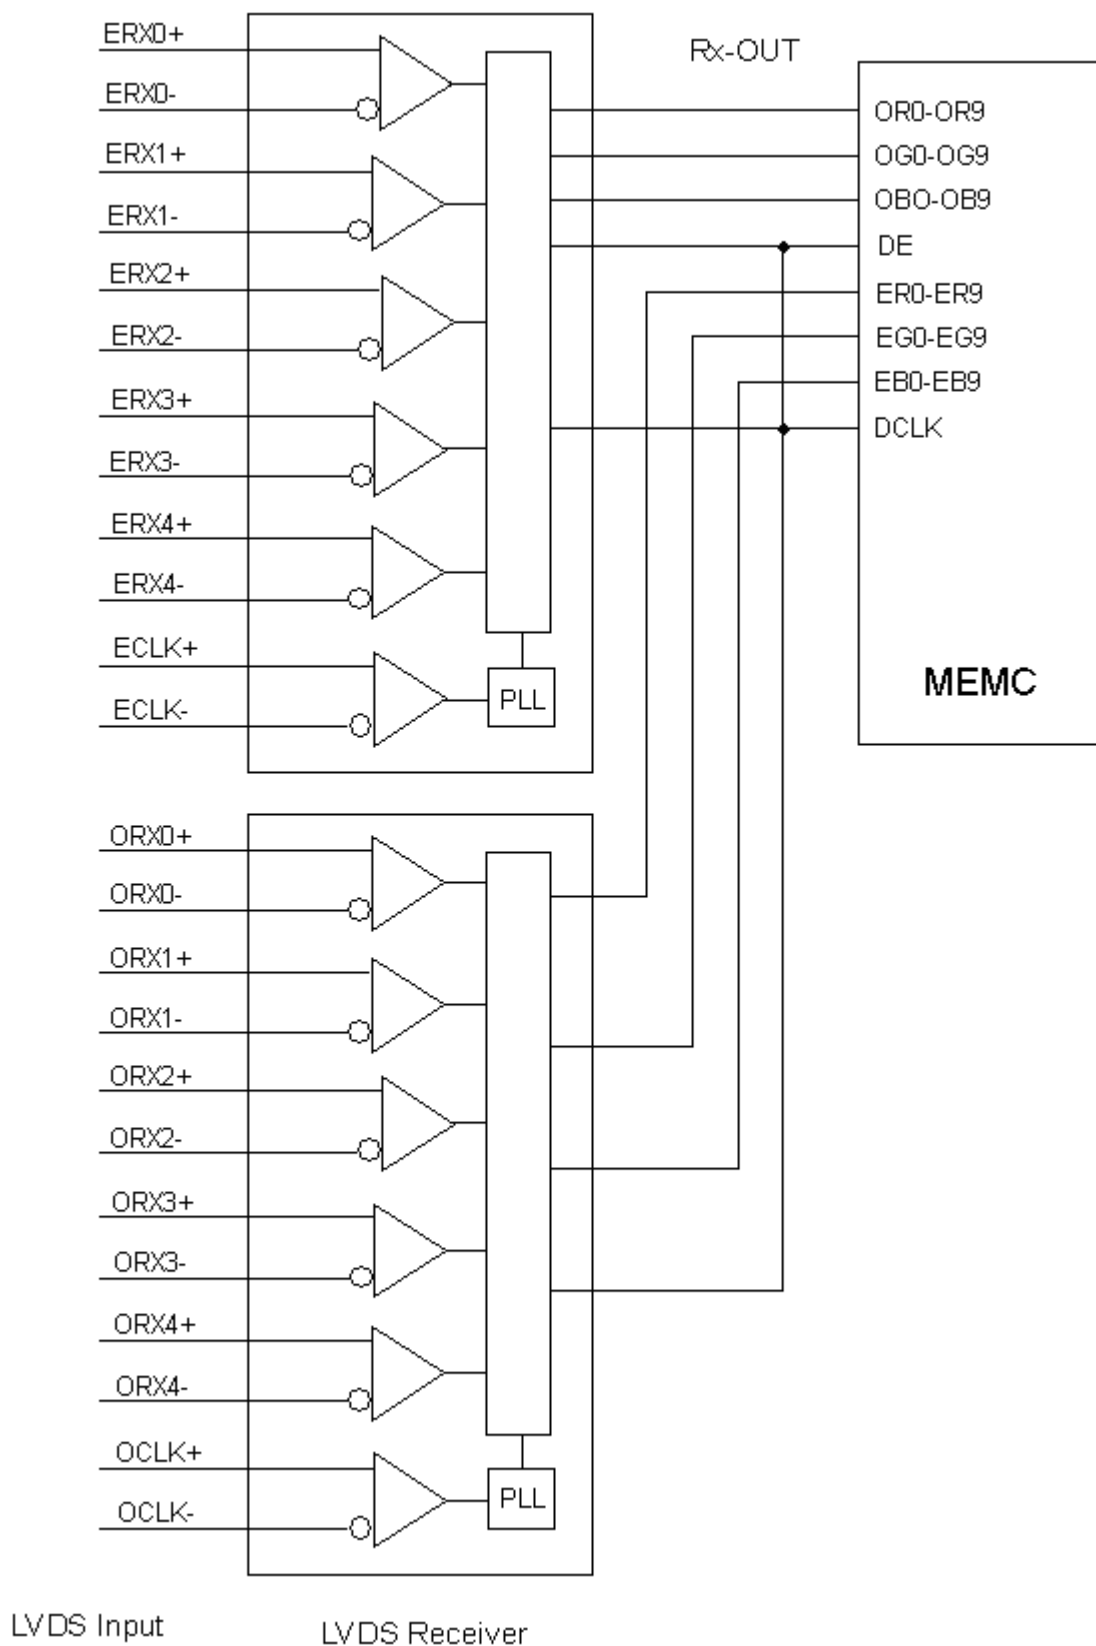 ERX0+
ERX0-
ERX1+
ERX1-
ERX2+
ERX2-
ERX3+
ERX3-
ERX4+
ERX4-
ECLK+
ECLK-
PLL
Rx-OUT
OR0-OR9
OG0-OG9
OBO-OB9
DE
ER0-ER9
EG0-EG9
EB0-EB9
DCLK
MEMC
ORX0+
ORX0-
ORX1+
ORX1-
ORX2+
ORX2-
ORX3+
ORX3-
ORX4+
ORX4-
OCLK+
OCLK-
PLL
LVDS Input
LVDS Receiver